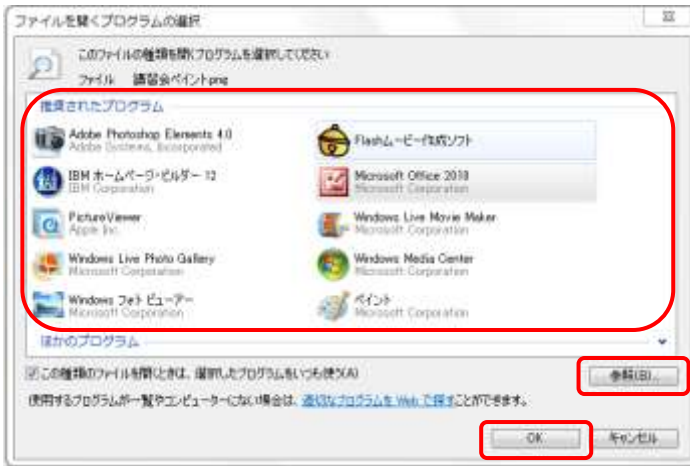 ファイルを開くプログラムの選択
このファイルの種類を開くプログラムを選択してください
ファイル 講習会ペイント.png
推奨されたプログラム
Adobe Photoshop Elements 4.0
Adobe Systems, Incorporated
Flashムービー作成ソフト
IBM ホームページ・ビルダー 12
IBM Corporation
Microsoft Office 2010
Microsoft Corporation
PictureViewer
Apple Inc.
Windows Live Movie Maker
Microsoft Corporation
Windows Live Photo Gallery
Microsoft Corporation
Windows Media Center
Microsoft Corporation
Windows フォト ビューアー
Microsoft Corporation
ペイント
Microsoft Corporation
ほかのプログラム
この種類のファイルを開くときは、選択したプログラムをいつも使う(A)
参照(B)...
使用するプログラムが一覧やコンピューターにない場合は、適切なプログラムを Web で探すことができます。
OK
キャンセル